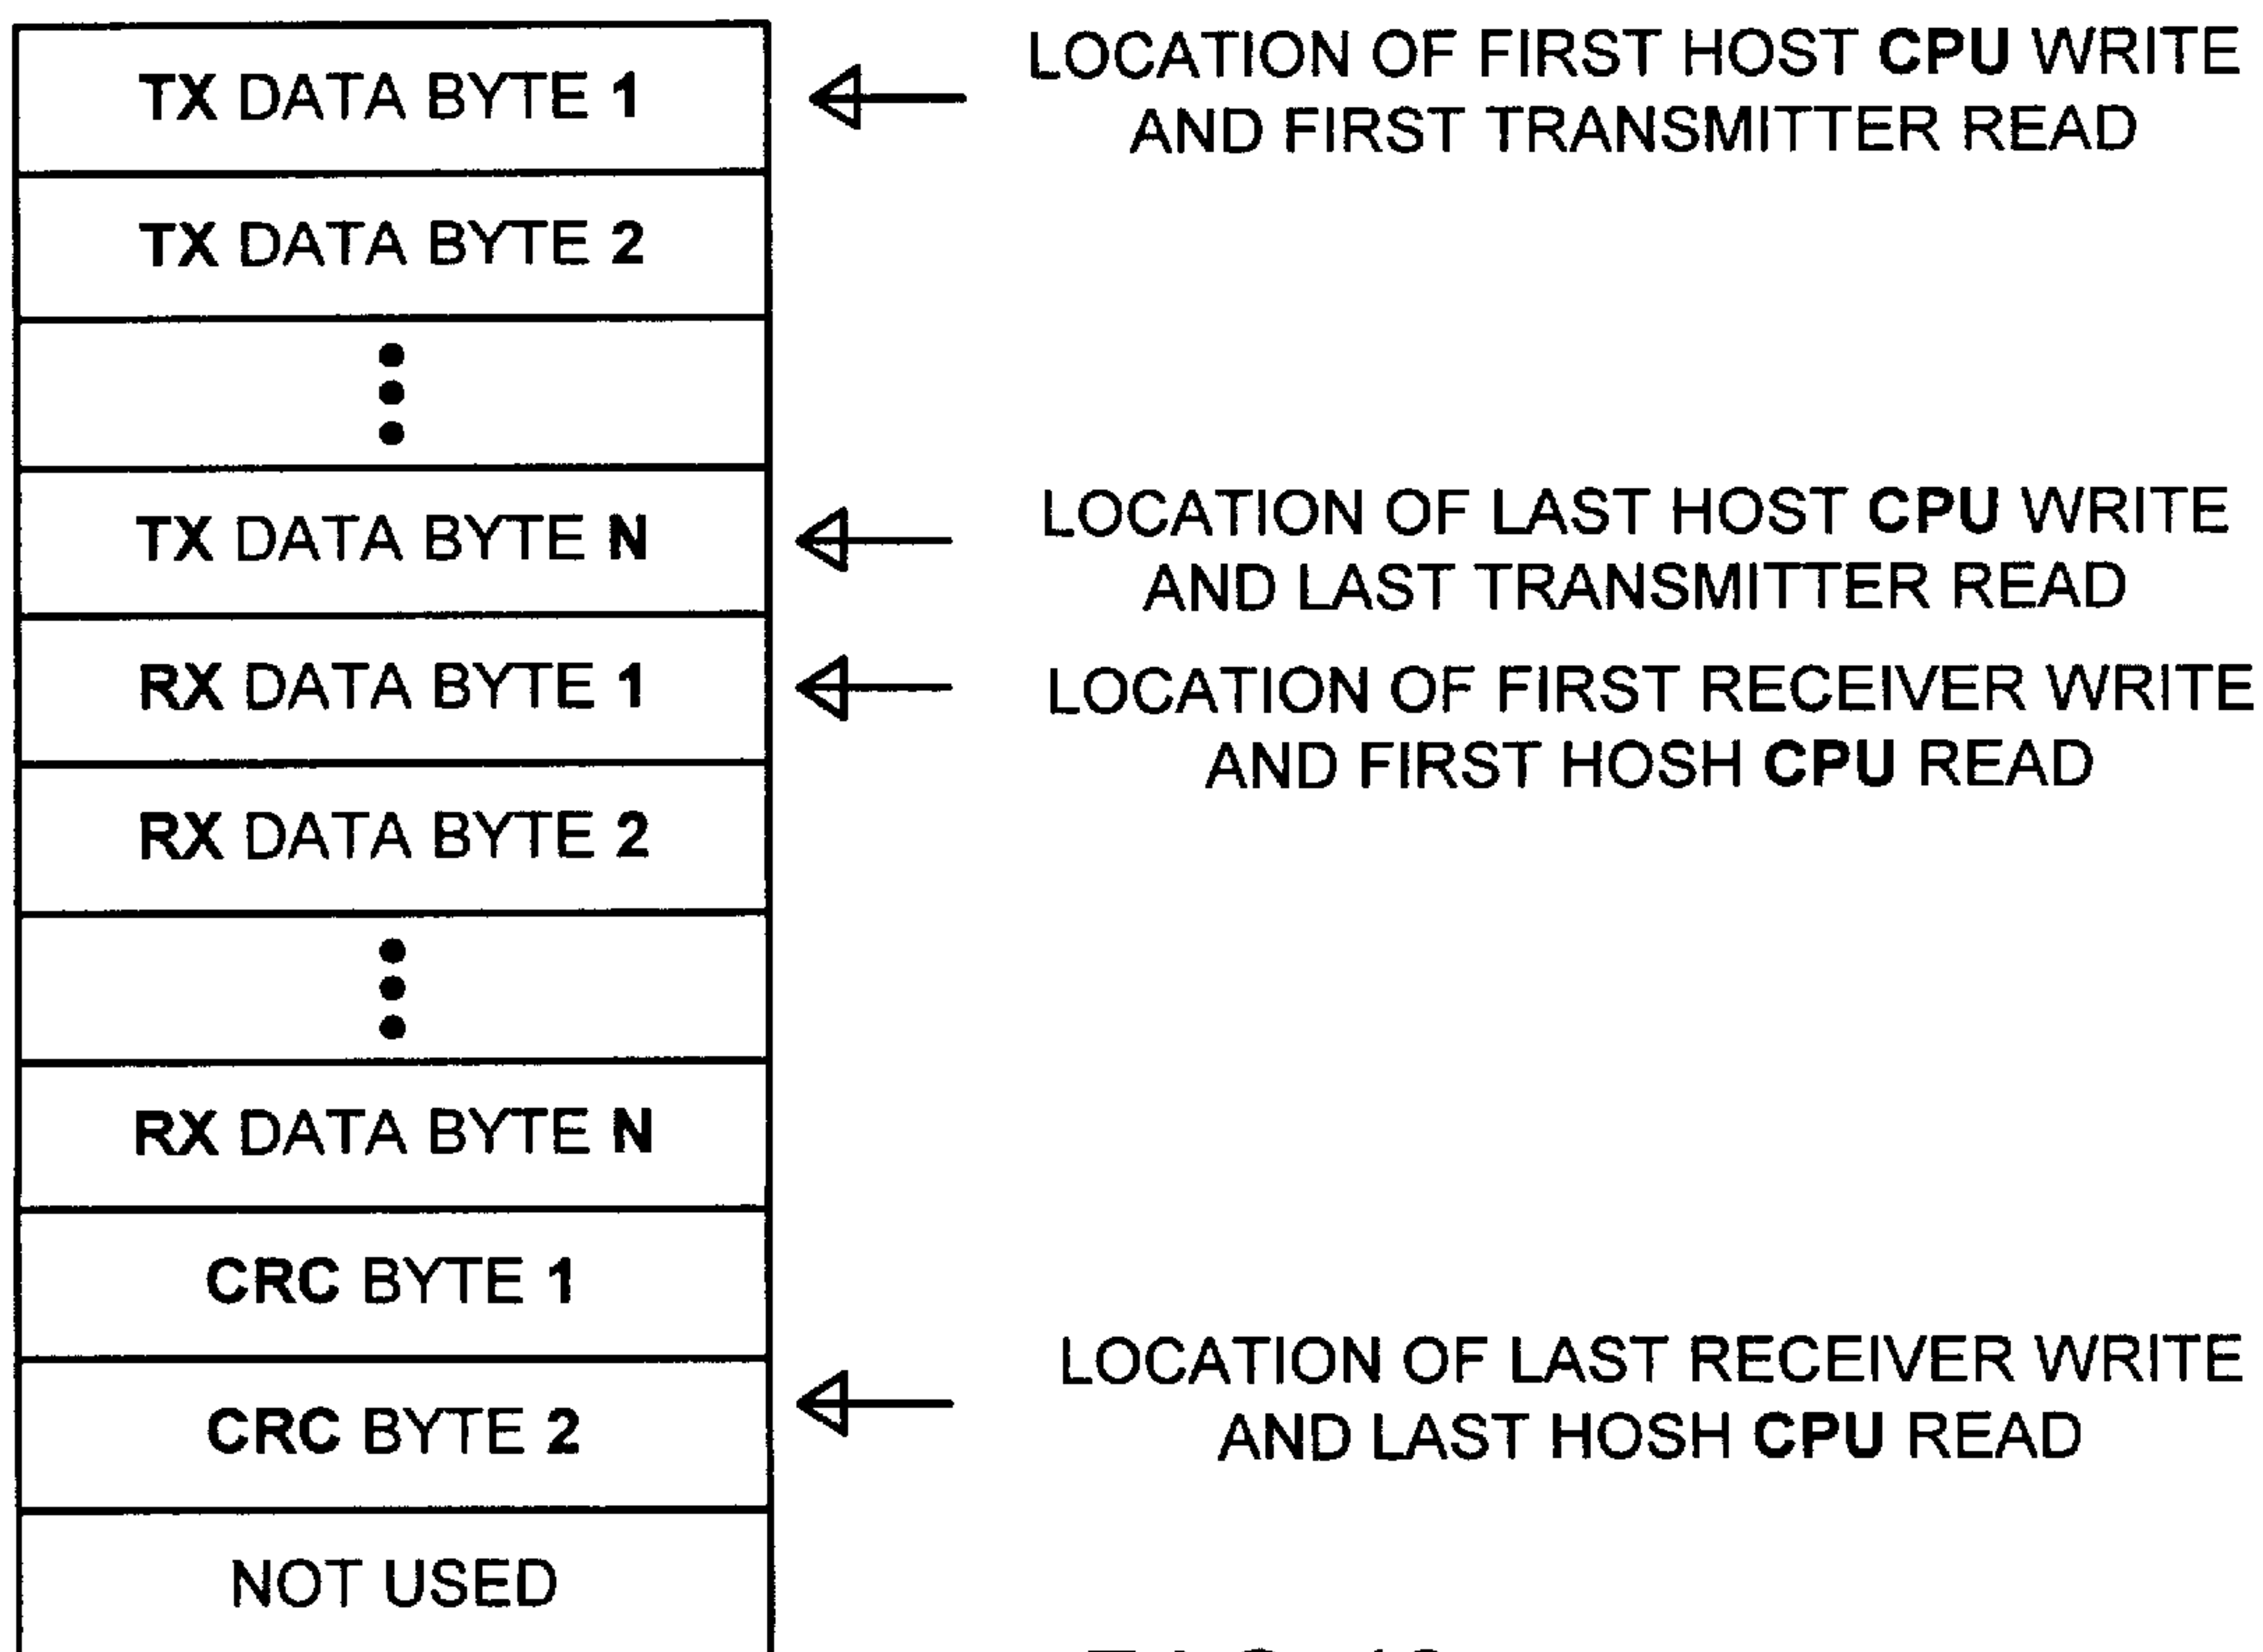 TX DATA BYTE 1
LOCATION OF FIRST HOST CPU WRITE
AND FIRST TRANSMITTER READ
TX DATA BYTE 2
TX DATA BYTE N
LOCATION OF LAST HOST CPU WRITE
AND LAST TRANSMITTER READ
RX DATA BYTE 1
LOCATION OF FIRST RECEIVER WRITE
AND FIRST HOSH CPU READ
RX DATA BYTE 2
RX DATA BYTE N
CRC BYTE 1
CRC BYTE 2
LOCATION OF LAST RECEIVER WRITE
AND LAST HOSH CPU READ
NOT USED